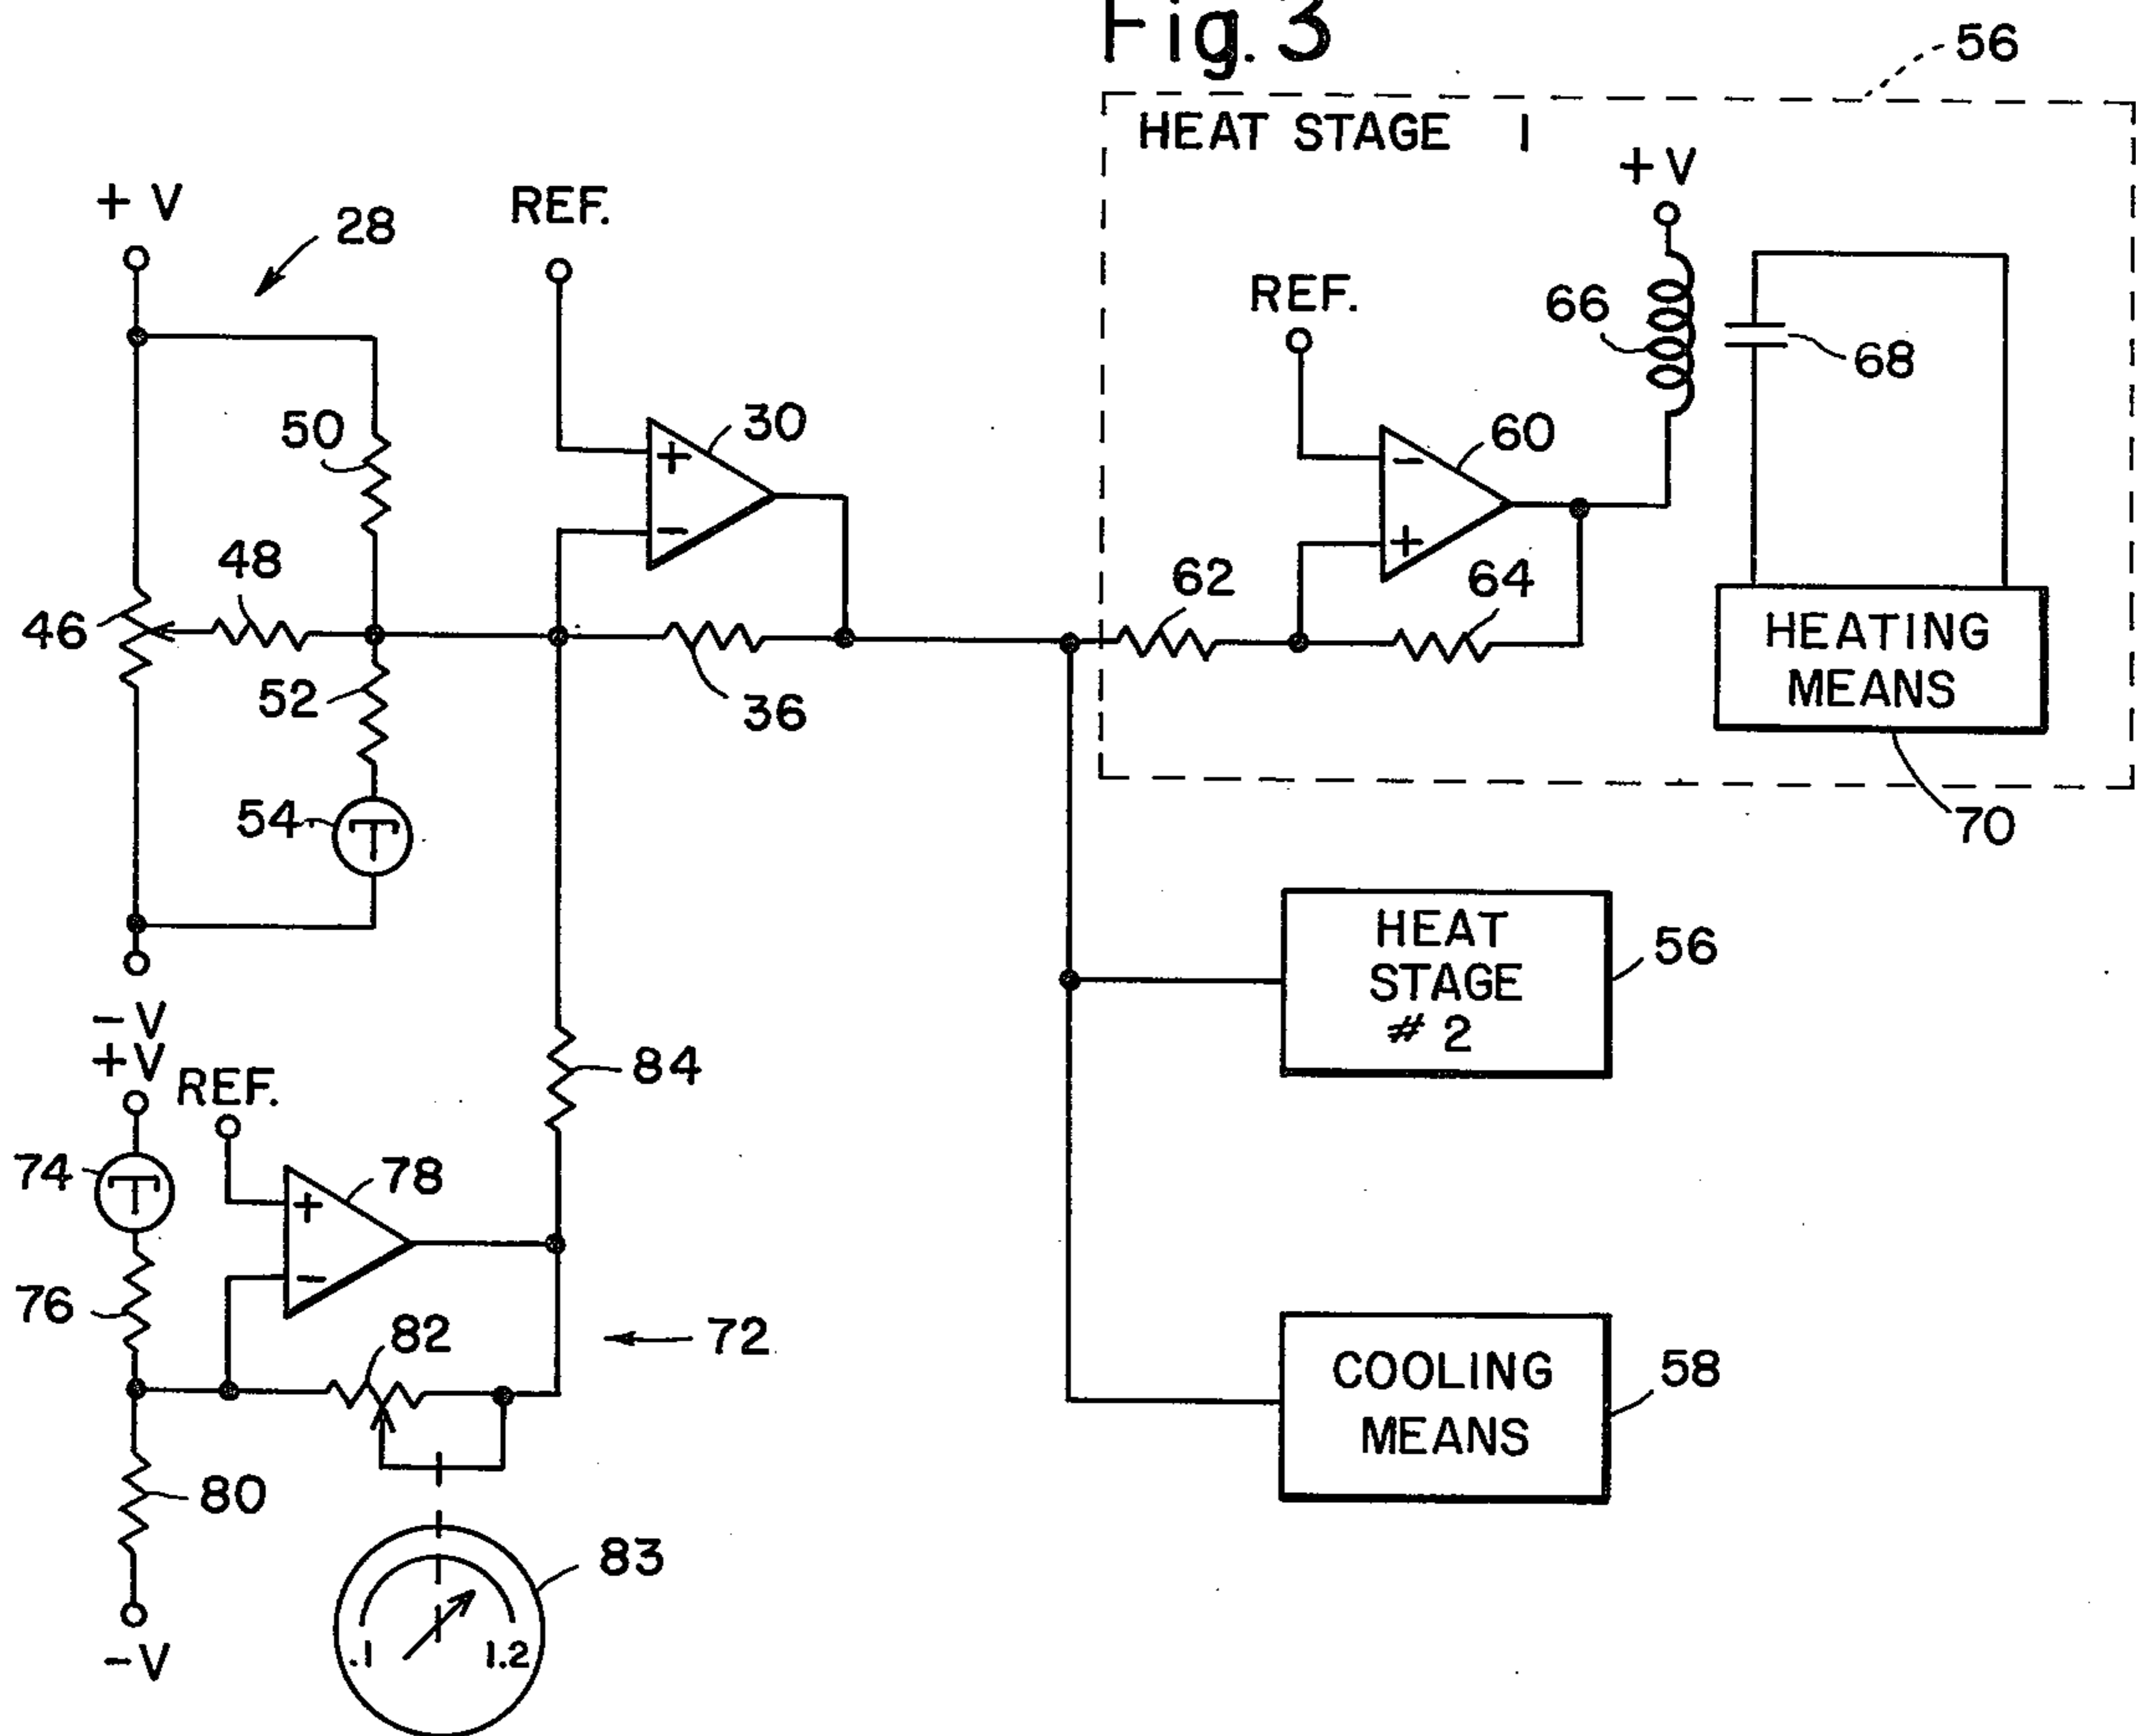 Fig. 3
56
HEAT STAGE 1
+ V
+ V
28
REF.
REF.
66
68
50
30
60
48
62
64
46
HEATING
MEANS
52
36
54
70
HEAT
STAGE
# 2
56
- V
+V
REF.
84
74
78
76
82
72
COOLING
MEANS
58
80
83
.1
1.2
-V
+
-
-
+
+
-
T
T